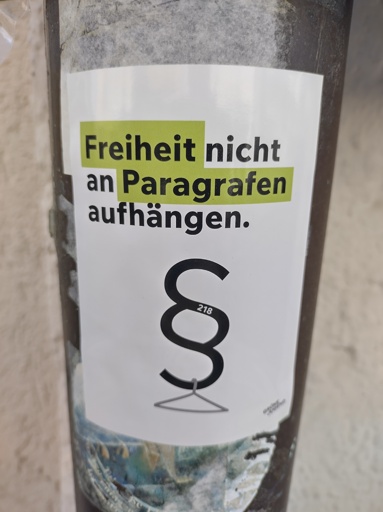 Freiheit nicht
an Paragrafen
aufhängen.
§
218